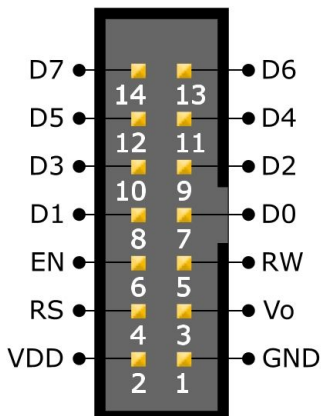 D7 D6
14 13
D5 D4
12 11
D3 D2
10 9
D1 D0
8 7
EN RW
6 5
RS Vo
4 3
VDD GND
2 1